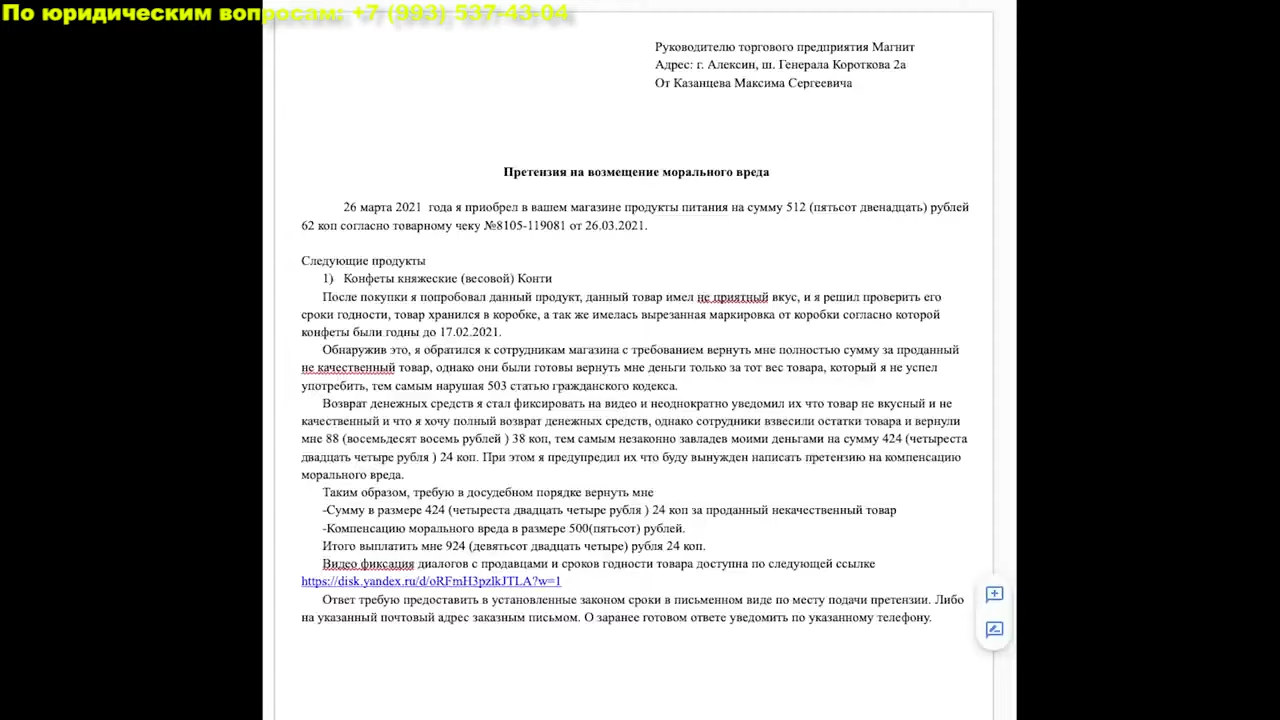 По юридическим вопросам: +7 (993) 537-43-04
Руководителю торгового предприятия Магнит
Адрес: г. Алексин, ш. Генерала Короткова 2а
От Казанцева Максима Сергеевича
Претензия на возмещение морального вреда
26 марта 2021 года я приобрел в вашем магазине продукты питания на сумму 512 (пятьсот двенадцать) рублей
62 коп согласно товарному чеку №8105-119081 от 26.03.2021.
Следующие продукты
1) Конфеты княжеские (весовой) Конти
После покупки я попробовал данный продукт, данный товар имел не приятный вкус, и я решил проверить его
сроки годности, товар хранился в коробке, а так же имелась вырезанная маркировка от коробки согласно которой
конфеты были годны до 17.02.2021.
Обнаружив это, я обратился к сотрудникам магазина с требованием вернуть мне полностью сумму за проданный
не качественный товар, однако они были готовы вернуть мне деньги только за тот вес товара, который я не успел
употребить, тем самым нарушая 503 статью гражданского кодекса.
Возврат денежных средств я стал фиксировать на видео и неоднократно уведомил их что товар не вкусный и не
качественный и что я хочу полный возврат денежных средств, однако сотрудники взвесили остатки товара и вернули
мне 88 (восемьдесят восемь рублей ) 38 коп, тем самым незаконно завладев моими деньгами на сумму 424 (четыреста
двадцать четыре рубля ) 24 коп. При этом я предупредил их что буду вынужден написать претензию на компенсацию
морального вреда.
Таким образом, требую в досудебном порядке вернуть мне
-Сумму в размере 424 (четыреста двадцать четыре рубля ) 24 коп за проданный некачественный товар
-Компенсацию морального вреда в размере 500(пятьсот) рублей.
Итого выплатить мне 924 (девятьсот двадцать четыре) рубля 24 коп.
Видео фиксация диалогов с продавцами и сроков годности товара доступна по следующей ссылке
https://disk.yandex.ru/d/oRFmH3pzlkJTLA?w=1
Ответ требую предоставить в установленные законом сроки в письменном виде по месту подачи претензии. Либо
на указанный почтовый адрес заказным письмом. О заранее готовом ответе уведомить по указанному телефону.